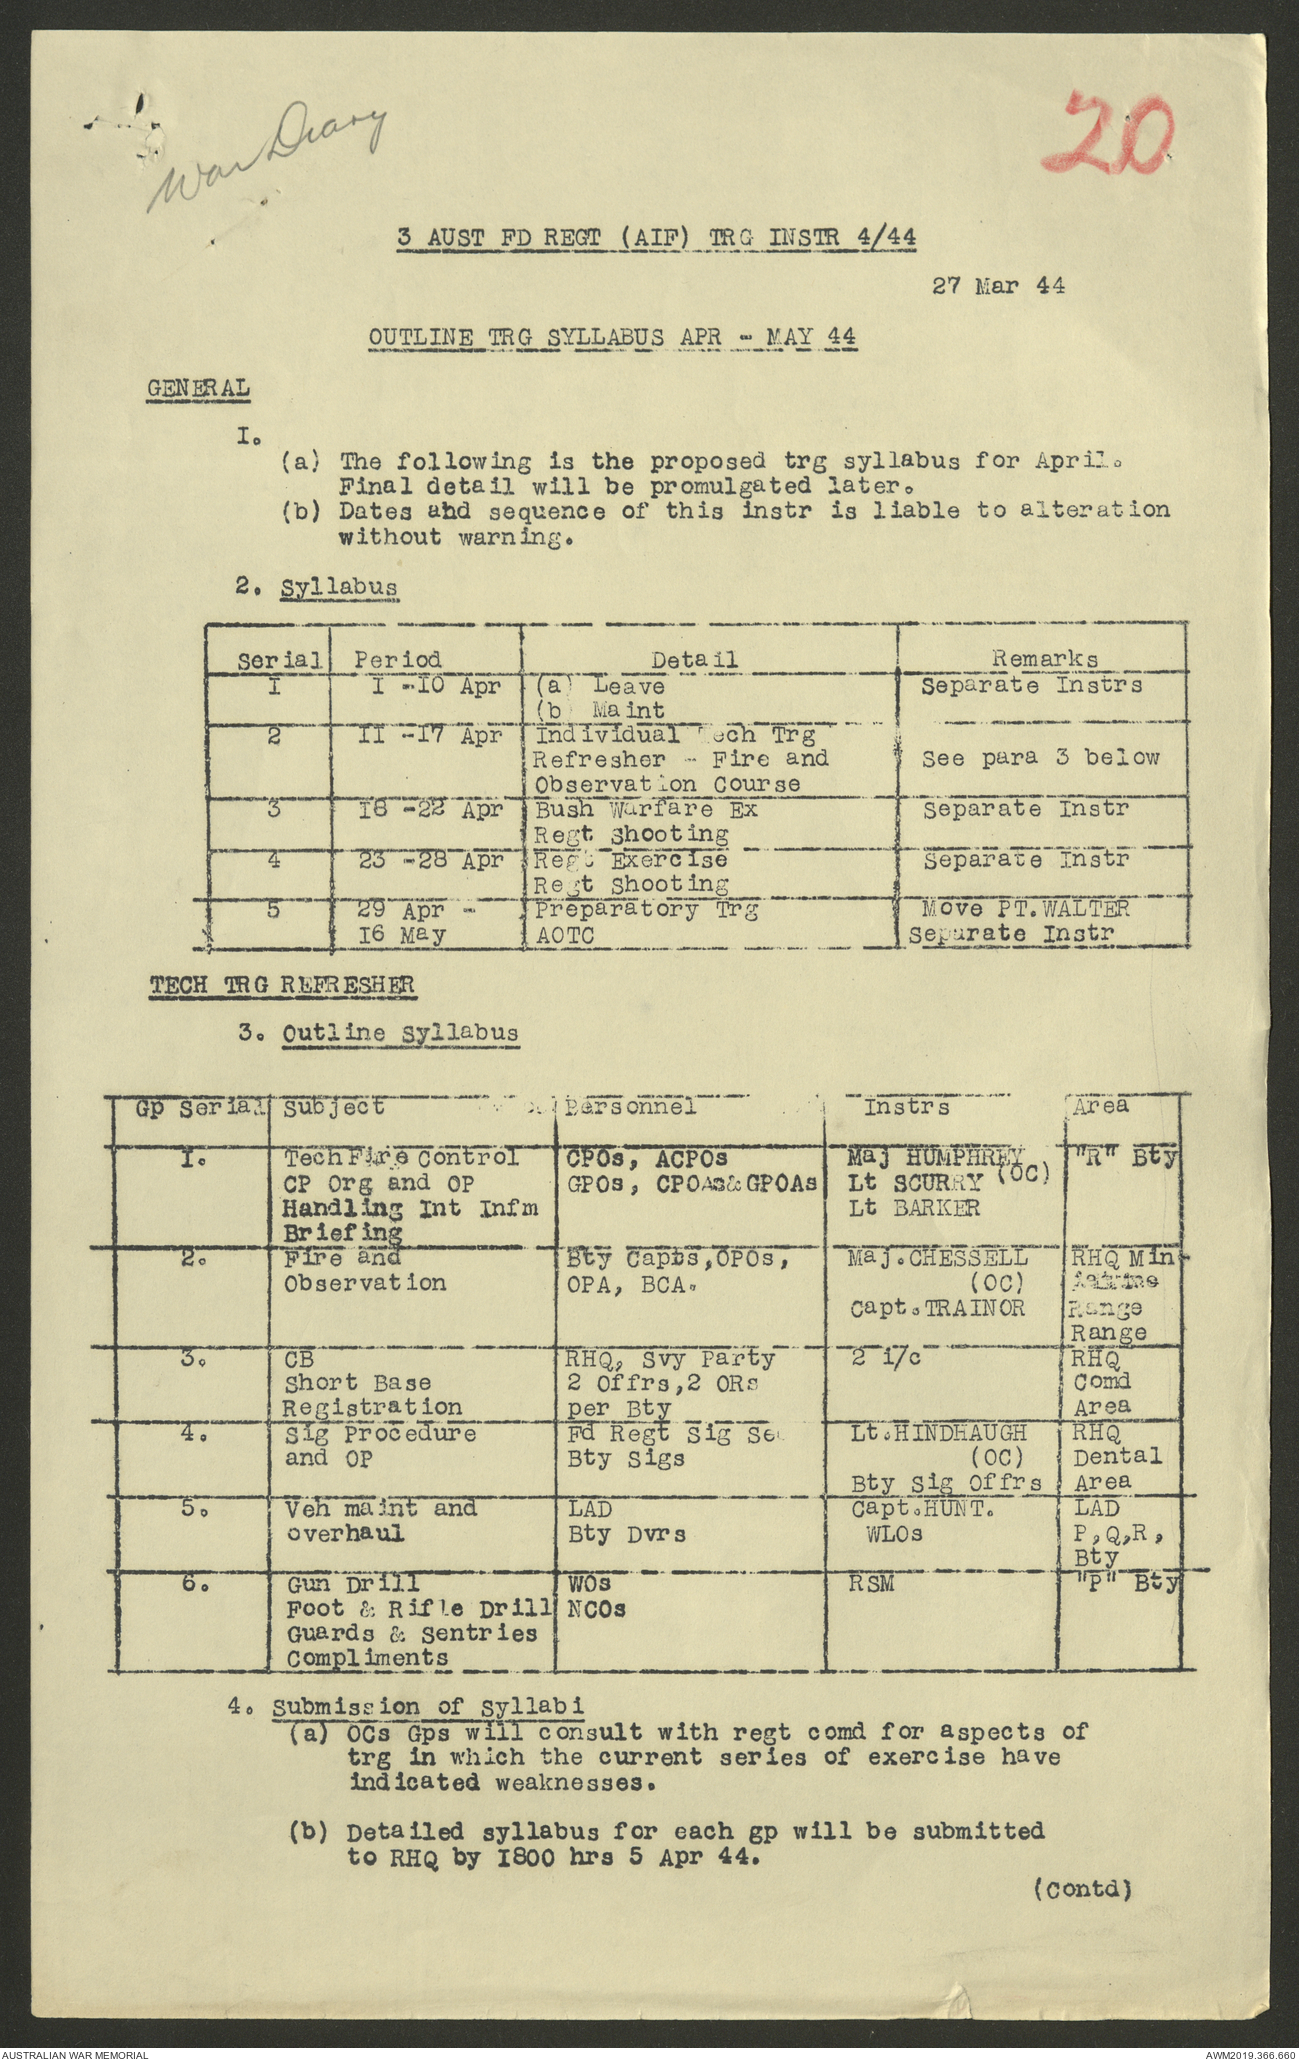 War Diary
20
3 AUST FD REGT (AIF) TRG INSTR 4/44
27 Mar 44
OUTLINE TRG SYLLABUS APR - MAY 44
GENERAL
I.
(a) The following is the proposed trg syllabus for April.
Final detail will be promulgated later.
(b) Dates and sequence of this instr is liable to alteration
without warning.
2. Syllabus
Serial Period Detail Remarks
I I -IO Apr (a) Leave Separate Instrs
(b) Maint
2 II -I7 Apr Individual Tech Trg
Refresher - Fire and See para 3 below
Observation Course
3 I8 -22 Apr Bush Warfare Ex Separate Instr
Regt Shooting
4 23 -28 Apr Regt Exercise Separate Instr
Regt Shooting
5 29 Apr - Preparatory Trg Move PT.WALTER
I6 May AOTC Separate Instr
TECH TRG REFRESHER
3. Outline Syllabus
Gp Serial Subject Personnel Instrs Area
I. Tech Fire Control CPOs, ACPOs Maj HUMPHREY "R" Bty
CP Org and OP GPOs, CPOAs&GPOAs Lt SCURRY (OC)
Handling Int Infm Lt BARKER
Briefing
2. Fire and Bty Capts,OPOs, Maj.CHESSELL RHQ Min-
Observation OPA, BCA. (OC)
Capt.TRAINOR Range
Range
3. CB RHQ, Svy Party 2 i/c RHQ
Short Base 2 Offrs,2 ORs Comd
Registration per Bty Area
4. Sig Procedure Fd Regt Sig Sec Lt.HINDHAUGH RHQ
and OP Bty Sigs (OC) Dental
Bty Sig Offrs Area
5. Veh maint and LAD Capt.HUNT. LAD
overhaul Bty Dvrs WLOs P,Q,R,
Bty
6. Gun Drill WOs RSM "P" Bty
Foot & Rifle Drill NCOs
Guards & Sentries
Compliments
4. Submission of Syllabi
(a) OCs Gps will consult with regt comd for aspects of
trg in which the current series of exercise have
indicated weaknesses.
(b) Detailed syllabus for each gp will be submitted
to RHQ by I800 hrs 5 Apr 44.
(Contd)
AUSTRALIAN WAR MEMORIAL
AWM2019.366.660